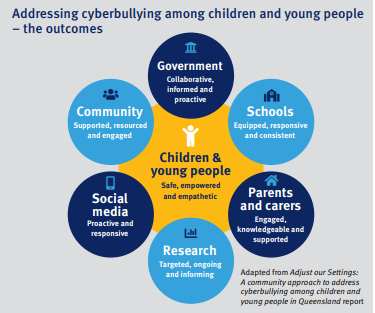 Addressing cyberbullying among children and young people
– the outcomes
Government
Collaborative,
informed and
proactive
Community
Supported, resourced
and engaged
Schools
Equipped, responsive
and consistent
Children &
young people
Safe, empowered
and empathetic
Social
media
Proactive and
responsive
Parents
and carers
Engaged,
knowledgeable and
supported
Research
Targeted, ongoing
and informing
Adapted from Adjust our Settings:
A community approach to address
cyberbullying among children and
young people in Queensland report